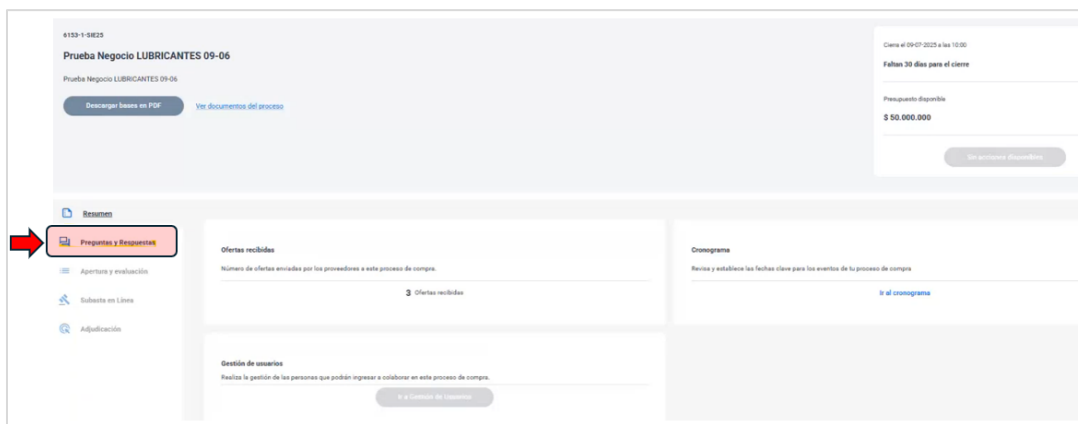 6153-1-SIE25
Prueba Negocio LUBRICANTES 09-06
Prueba Negocio LUBRICANTES 09-06
Descargar bases en PDF
Ver documentos del proceso
Cierra el 09-07-2025 a las 10:00
Faltan 30 días para el cierre
Presupuesto disponible
$ 50.000.000
Sin acciones disponibles
Resumen
Preguntas y Respuestas
Apertura y evaluación
Subasta en Línea
Adjudicación
Ofertas recibidas
Número de ofertas enviadas por los proveedores a este proceso de compra.
3 Ofertas recibidas
Cronograma
Revisa y establece las fechas clave para los eventos de tu proceso de compra
Ir al cronograma
Gestión de usuarios
Realiza la gestión de las personas que podrán ingresar a colaborar en este proceso de compra.
Ir a Gestión de usuarios